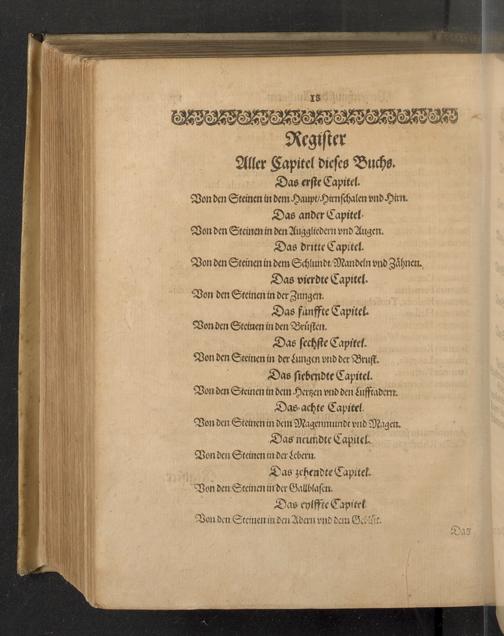 18
Register
Aller Capitel dieses Buchs.
Das erste Capitel.
Von den Steinen in dem Haupt/Hirnschalen vnd Hirn.
Das ander Capitel.
Von den Steinen in den Auggliedern vnd Augen.
Das dritte Capitel.
Von den Steinen in dem Schlundt/Mandeln vnd Zähnen.
Das vierdte Capitel.
Von den Steinen in der Zungen.
Das fünffte Capitel.
Von den Steinen in den Brüsten.
Das sechste Capitel.
Von den Steinen in der Lungen vnd der Brust.
Das siebendte Capitel.
Von den Steinen in dem Hertzen vnd den Lufftadern.
Das achte Capitel.
Von den Steinen in dem Magenmundt vnd Magen.
Das neundte Capitel.
Von den Steinen in der Lebern.
Das zehendte Capitel.
Von den Steinen in der Gallblasen.
Das eylffte Capitel
Von den Steinen in den Adern vnd dem Geblüt.
Das